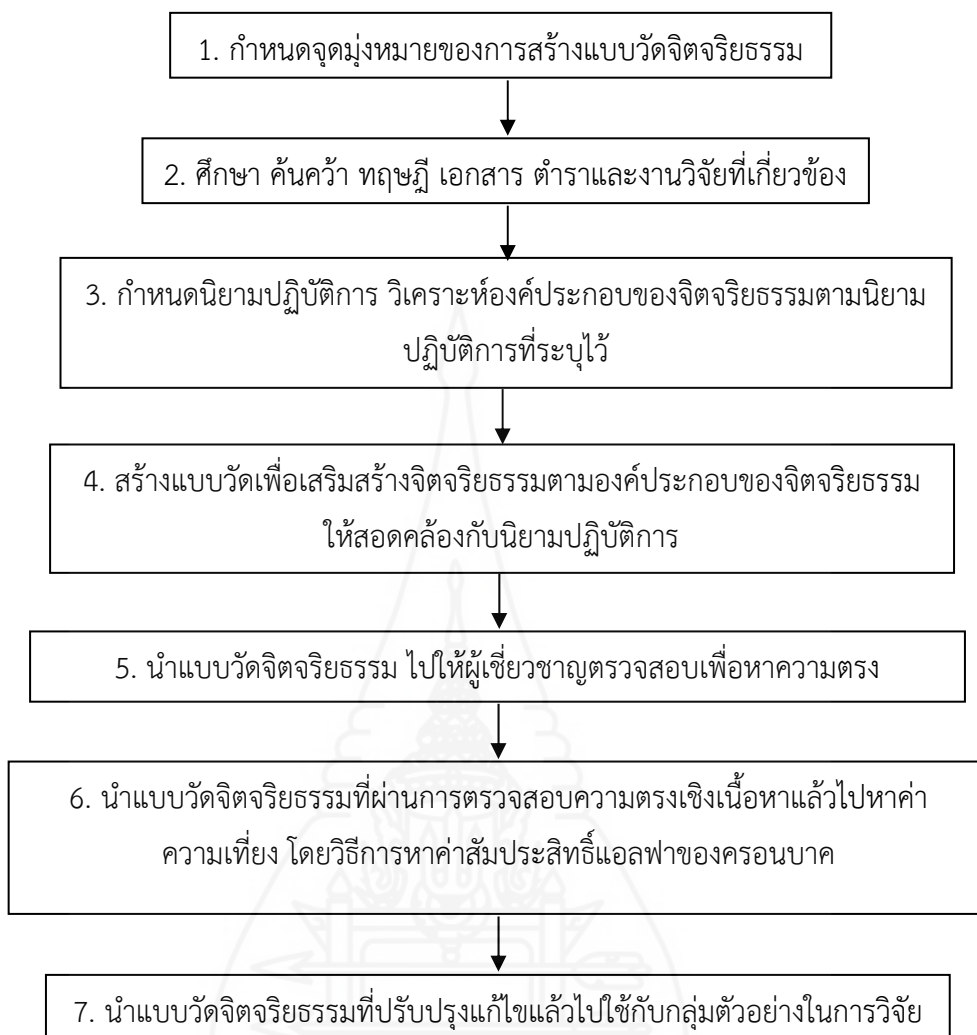 1. กำหนดจุดมุ่งหมายของการสร้างแบบวัดจิตจริยธรรม
2. ศึกษา ค้นคว้า ทฤษฎี เอกสาร ตำราและงานวิจัยที่เกี่ยวข้อง
3. กำหนดนิยามปฏิบัติการ วิเคราะห์องค์ประกอบของจิตจริยธรรมตามนิยาม
ปฏิบัติการที่ระบุไว้
4. สร้างแบบวัดเพื่อเสริมสร้างจิตจริยธรรมตามองค์ประกอบของจิตจริยธรรม
ให้สอดคล้องกับนิยามปฏิบัติการ
5. นำแบบวัดจิตจริยธรรม ไปให้ผู้เชี่ยวชาญตรวจสอบเพื่อหาความตรง
6. นำแบบวัดจิตจริยธรรมที่ผ่านการตรวจสอบความตรงเชิงเนื้อหาแล้วไปหาค่า
ความเที่ยง โดยวิธีการหาค่าสัมประสิทธิ์แอลฟาของครอนบาค
7. นำแบบวัดจิตจริยธรรมที่ปรับปรุงแก้ไขแล้วไปใช้กับกลุ่มตัวอย่างในการวิจัย